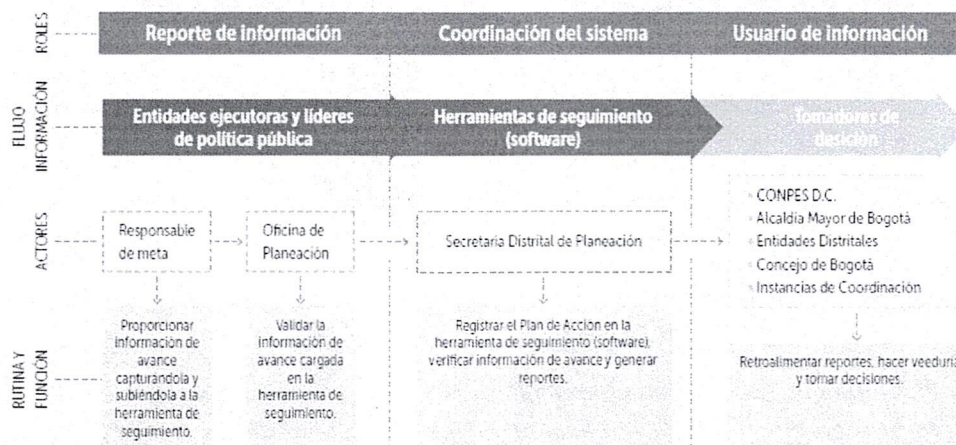 ROLES
Reporte de información
Coordinación del sistema
Usuario de información
FLUJO
INFORMACIÓN
Entidades ejecutoras y líderes
de política pública
Herramientas de seguimiento
(software)
Tomadores de
desición
ACTORES
Responsable
de meta
Oficina de
Planeación
Secretaria Distrital de Planeación
CONPES D.C.
Alcaldía Mayor de Bogotá
Entidades Distritales
Concejo de Bogotá
Instancias de Coordinación
RUTINA Y
FUNCIÓN
Proporcionar
información de
avance
capturándola y
subiéndola a la
herramienta de
seguimiento.
Validar la
información de
avance cargada
en la
herramienta de
seguimiento.
Registrar el Plan de Acción en la
herramienta de seguimiento (software),
verificar información de avance y generar
reportes.
Retroalimentar reportes, hacer veeduría
y tomar decisiones.